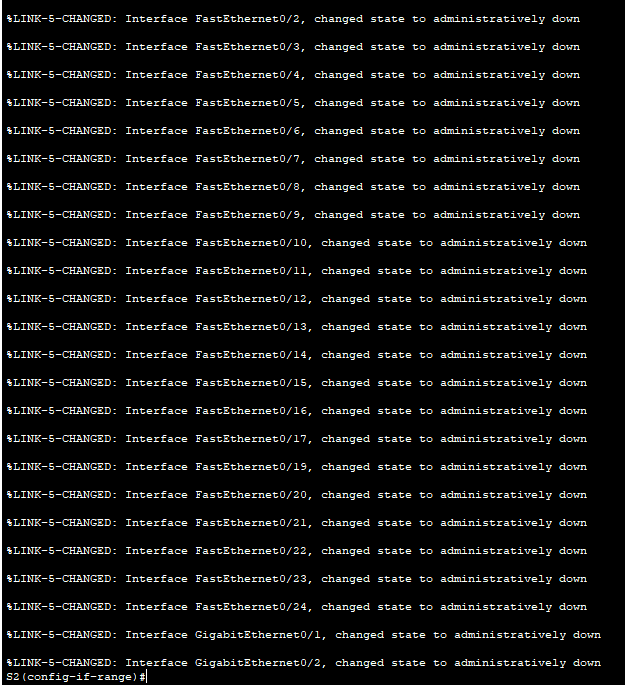 %LINK-5-CHANGED: Interface FastEthernet0/2, changed state to administratively down
%LINK-5-CHANGED: Interface FastEthernet0/3, changed state to administratively down
%LINK-5-CHANGED: Interface FastEthernet0/4, changed state to administratively down
%LINK-5-CHANGED: Interface FastEthernet0/5, changed state to administratively down
%LINK-5-CHANGED: Interface FastEthernet0/6, changed state to administratively down
%LINK-5-CHANGED: Interface FastEthernet0/7, changed state to administratively down
%LINK-5-CHANGED: Interface FastEthernet0/8, changed state to administratively down
%LINK-5-CHANGED: Interface FastEthernet0/9, changed state to administratively down
%LINK-5-CHANGED: Interface FastEthernet0/10, changed state to administratively down
%LINK-5-CHANGED: Interface FastEthernet0/11, changed state to administratively down
%LINK-5-CHANGED: Interface FastEthernet0/12, changed state to administratively down
%LINK-5-CHANGED: Interface FastEthernet0/13, changed state to administratively down
%LINK-5-CHANGED: Interface FastEthernet0/14, changed state to administratively down
%LINK-5-CHANGED: Interface FastEthernet0/15, changed state to administratively down
%LINK-5-CHANGED: Interface FastEthernet0/16, changed state to administratively down
%LINK-5-CHANGED: Interface FastEthernet0/17, changed state to administratively down
%LINK-5-CHANGED: Interface FastEthernet0/19, changed state to administratively down
%LINK-5-CHANGED: Interface FastEthernet0/20, changed state to administratively down
%LINK-5-CHANGED: Interface FastEthernet0/21, changed state to administratively down
%LINK-5-CHANGED: Interface FastEthernet0/22, changed state to administratively down
%LINK-5-CHANGED: Interface FastEthernet0/23, changed state to administratively down
%LINK-5-CHANGED: Interface FastEthernet0/24, changed state to administratively down
%LINK-5-CHANGED: Interface GigabitEthernet0/1, changed state to administratively down
%LINK-5-CHANGED: Interface GigabitEthernet0/2, changed state to administratively down
S2(config-if-range)#